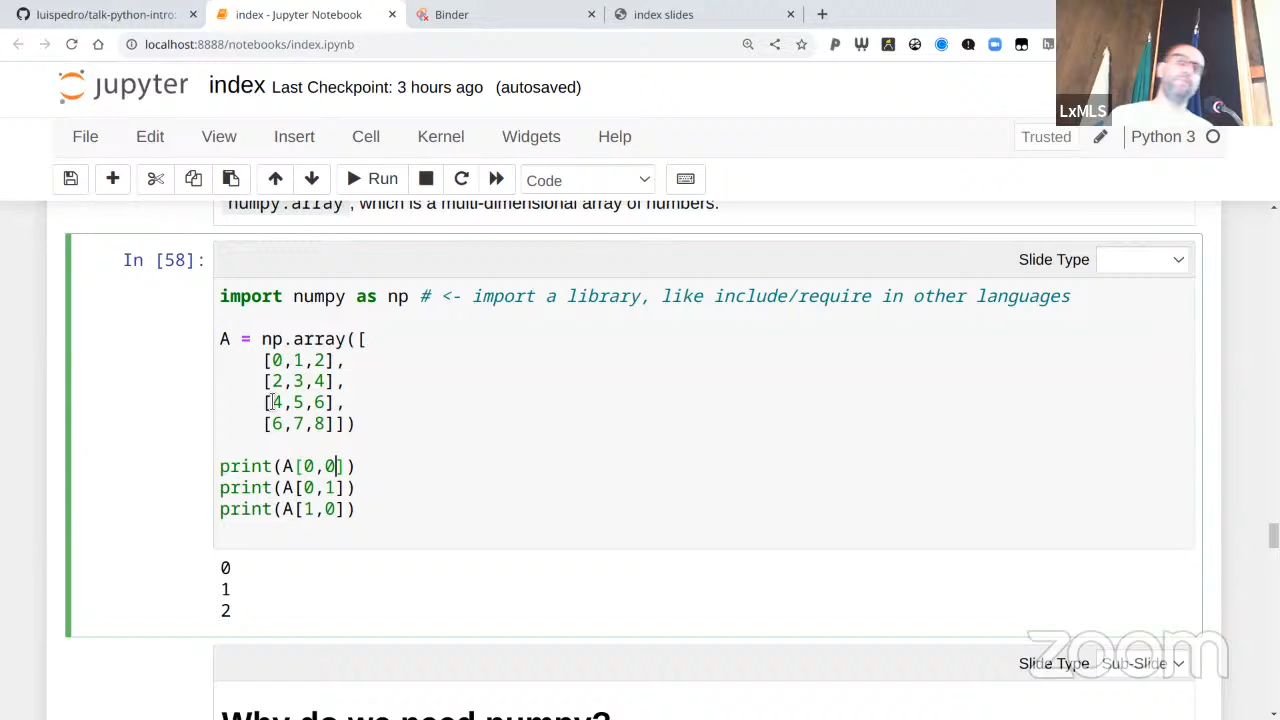 luispedro/talk-python-intro:
index - Jupyter Notebook
Binder
index slides
localhost:8888/notebooks/index.ipynb
LxMLS
jupyter index Last Checkpoint: 3 hours ago (autosaved)
File Edit View Insert Cell Kernel Widgets Help
Trusted Python 3
Run Code
numpy.array , which is a multi-dimensional array of numbers.
In [58]:
Slide Type
import numpy as np # <- import a library, like include/require in other languages
A = np.array([
[0,1,2],
[2,3,4],
[4,5,6],
[6,7,8]])
print(A[0,0])
print(A[0,1])
print(A[1,0])
0
1
2
zoom
Slide Type Sub-Slide
Why do we need numpy?